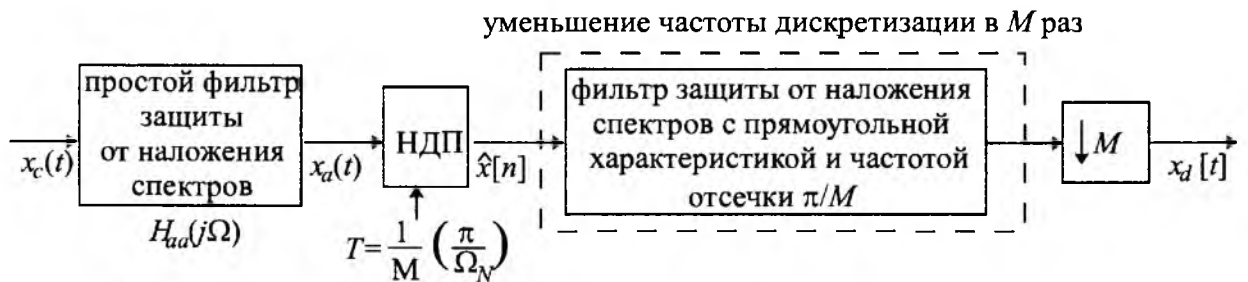 уменьшение частоты дискретизации в M раз
простой фильтр
защиты
от наложения
спектров
НДП
фильтр защиты от наложения
спектров с прямоугольной
характеристикой и частотой
отсечки π/M
↓ M
x_c(t)
x_a(t)
x̂[n]
x_d [t]
H_aa(jΩ)
T = 1/M (π/Ω_N)